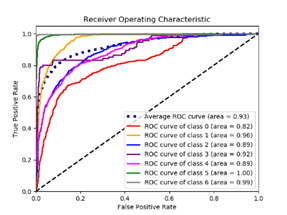 Receiver Operating Characteristic
True Positive Rate
1.0
0.8
0.6
0.4
0.2
0.0
Average ROC curve (area = 0.93)
ROC curve of class 0 (area = 0.82)
ROC curve of class 1 (area = 0.96)
ROC curve of class 2 (area = 0.89)
ROC curve of class 3 (area = 0.92)
ROC curve of class 4 (area = 0.89)
ROC curve of class 5 (area = 1.00)
ROC curve of class 6 (area = 0.99)
0.0 0.2 0.4 0.6 0.8 1.0
False Positive Rate